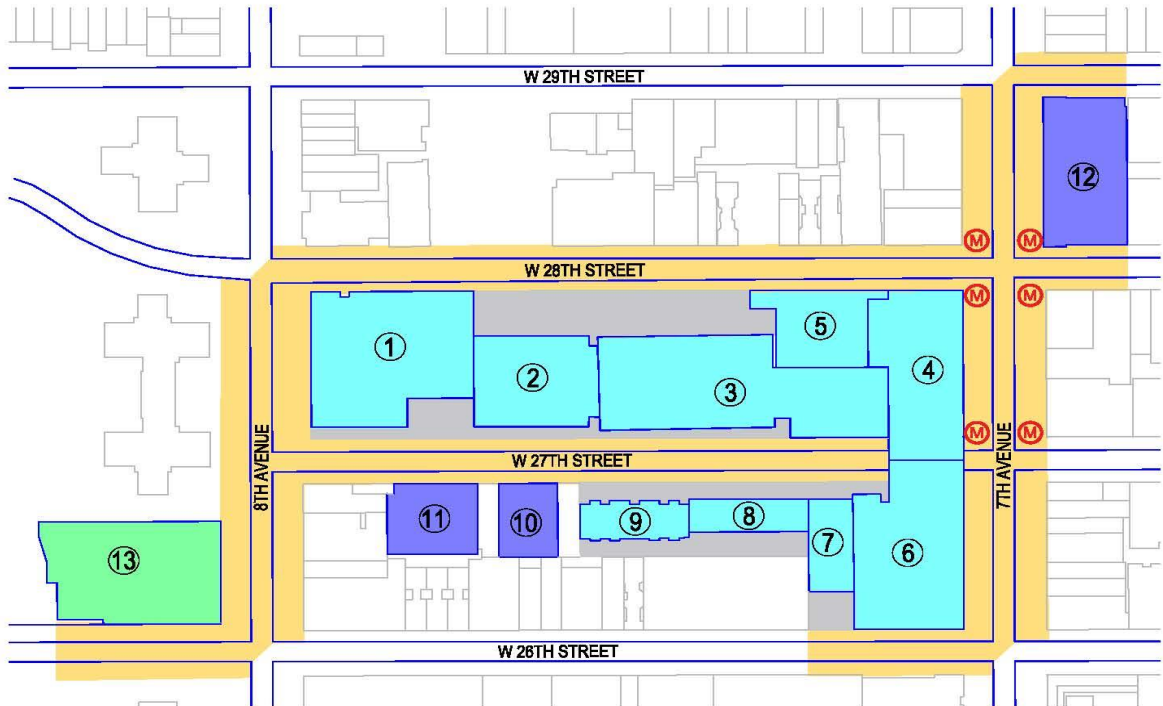 W 29TH STREET
12
M M
W 28TH STREET
M M
1
2
3
5
4
M M
8TH AVENUE
W 27TH STREET
7TH AVENUE
11
10
9
8
7
6
13
W 26TH STREET